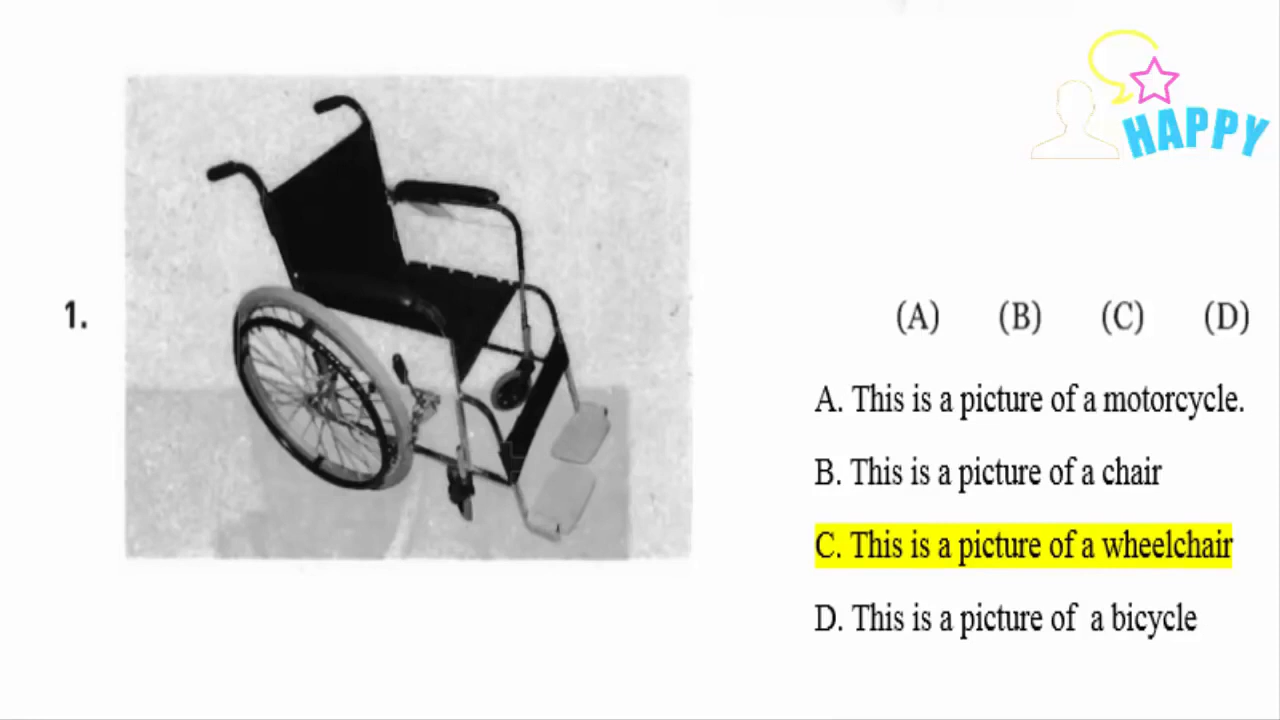 HAPPY
1.
(A) (B) (C) (D)
A. This is a picture of a motorcycle.
B. This is a picture of a chair
C. This is a picture of a wheelchair
D. This is a picture of a bicycle